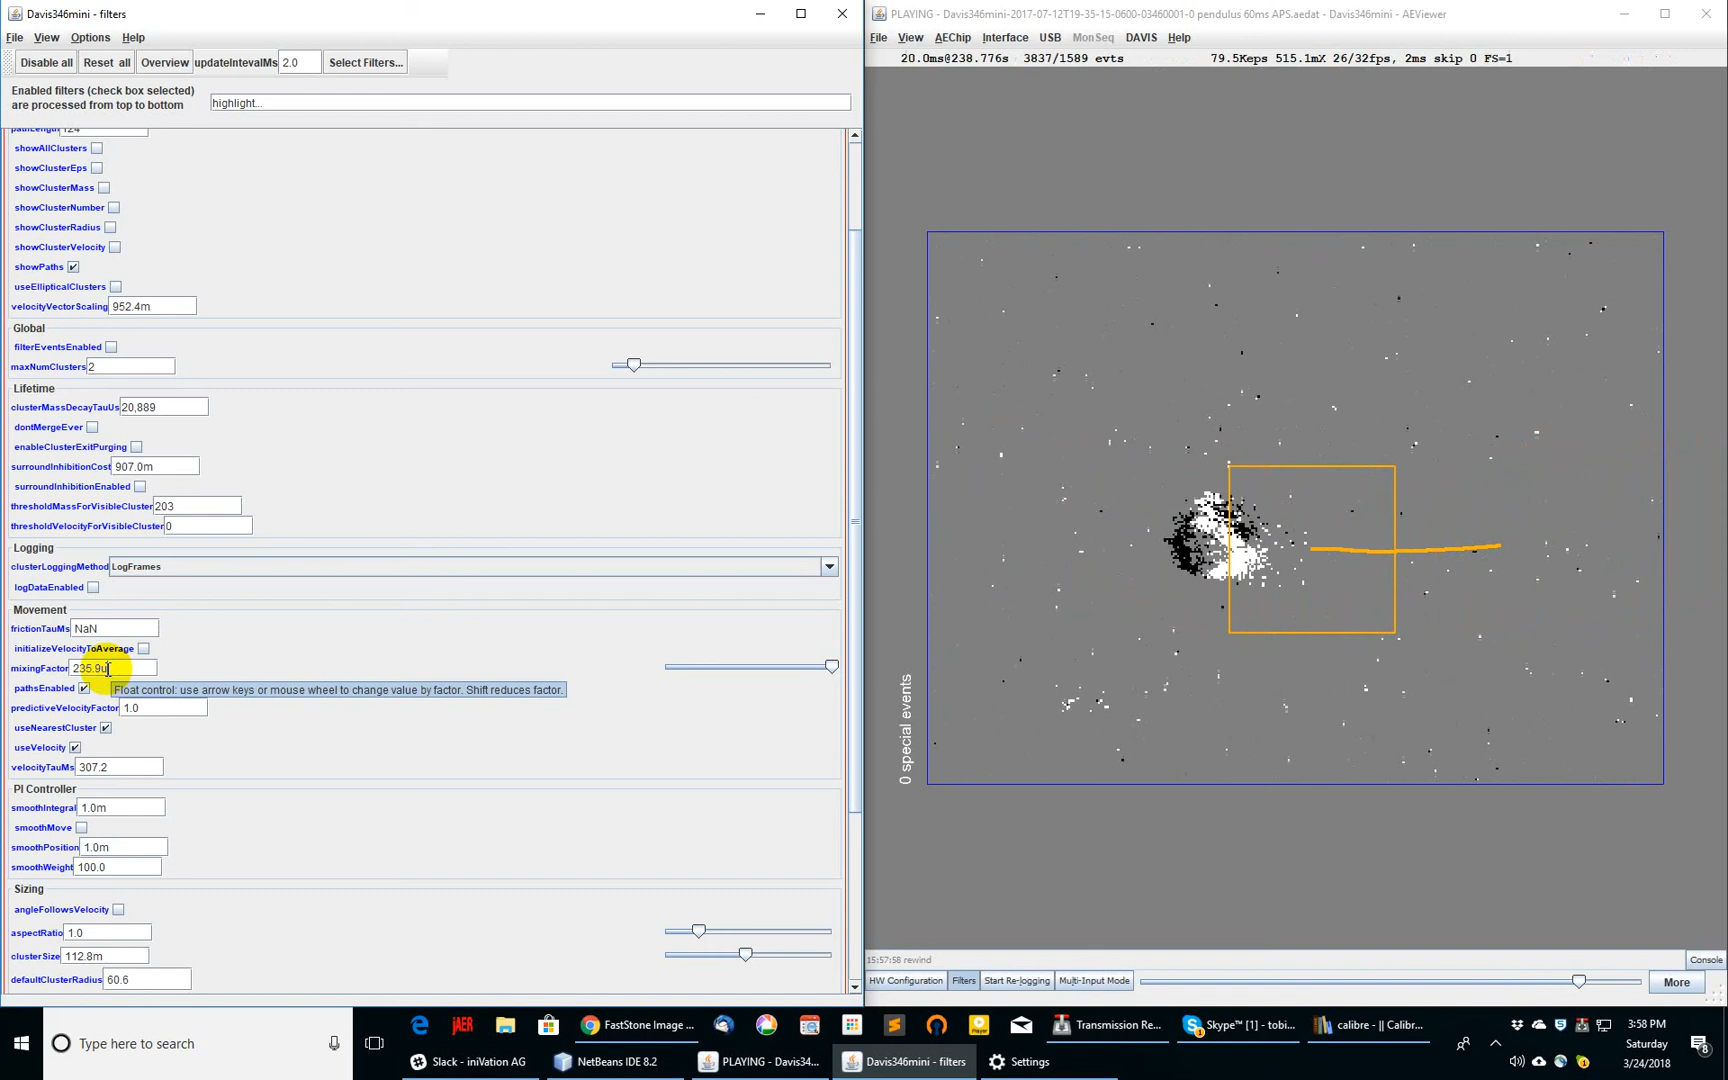 Davis346mini - filters
File View Options Help
Disable all Reset all Overview updateIntevalMs 2.0 Select Filters...
Enabled filters (check box selected)
are processed from top to bottom
highlight...
pathLength 124
showAllClusters
showClusterEps
showClusterMass
showClusterNumber
showClusterRadius
showClusterVelocity
showPaths
useEllipticalClusters
velocityVectorScaling 952.4m
Global
filterEventsEnabled
maxNumClusters 2
Lifetime
clusterMassDecayTauUs 20,889
dontMergeEver
enableClusterExitPurging
surroundInhibitionCost 907.0m
surroundInhibitionEnabled
thresholdMassForVisibleCluster 203
thresholdVelocityForVisibleCluster 0
Logging
clusterLoggingMethod LogFrames
logDataEnabled
Movement
frictionTauMs NaN
initializeVelocityToAverage
mixingFactor 235.9u
pathsEnabled
Float control: use arrow keys or mouse wheel to change value by factor. Shift reduces factor.
predictiveVelocityFactor 1.0
useNearestCluster
useVelocity
velocityTauMs 307.2
PI Controller
smoothIntegral 1.0m
smoothMove
smoothPosition 1.0m
smoothWeight 100.0
Sizing
angleFollowsVelocity
aspectRatio 1.0
clusterSize 112.8m
defaultClusterRadius 60.6
PLAYING - Davis346mini-2017-07-12T19-35-15-0600-03460001-0 pendulus 60ms APS.aedat - Davis346mini - AEViewer
File View AEChip Interface USB MonSeq DAVIS Help
20.0ms@238.776s 3837/1589 evts 79.5Keps 515.1mX 26/32fps, 2ms skip 0 FS=1
0 special events
15:57:58 rewind
Console
HW Configuration Filters Start Re-logging Multi-Input Mode More
Type here to search
JAER
FastStone Image ...
Player
Transmission Re...
Skype™ [1] - tobi...
calibre - || Calibr...
Slack - iniVation AG
NetBeans IDE 8.2
PLAYING - Davis34...
Davis346mini - filters
Settings
3:58 PM
Saturday
3/24/2018
8